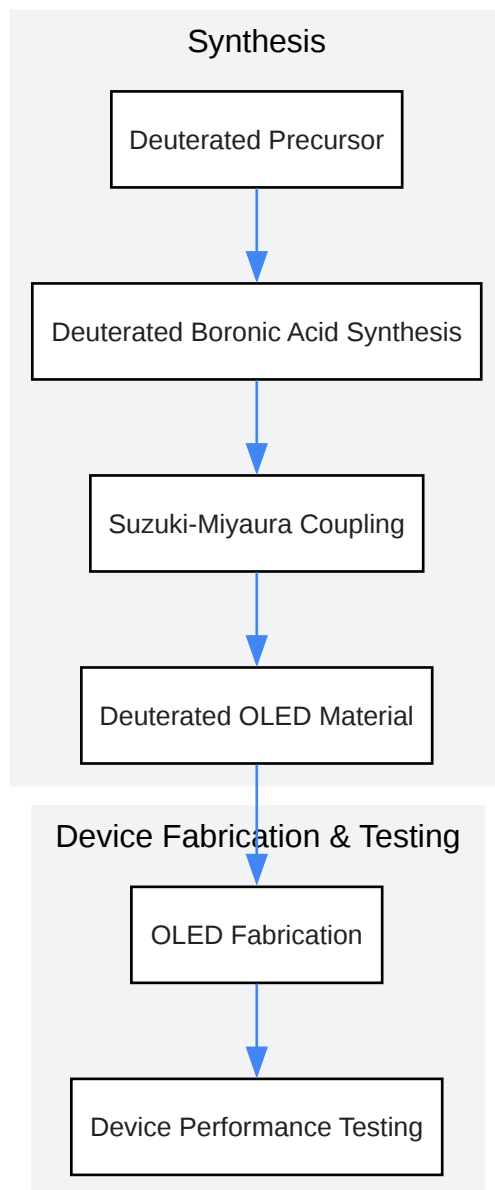 Synthesis
Deuterated Precursor
Deuterated Boronic Acid Synthesis
Suzuki-Miyaura Coupling
Deuterated OLED Material
Device Fabrication & Testing
OLED Fabrication
Device Performance Testing